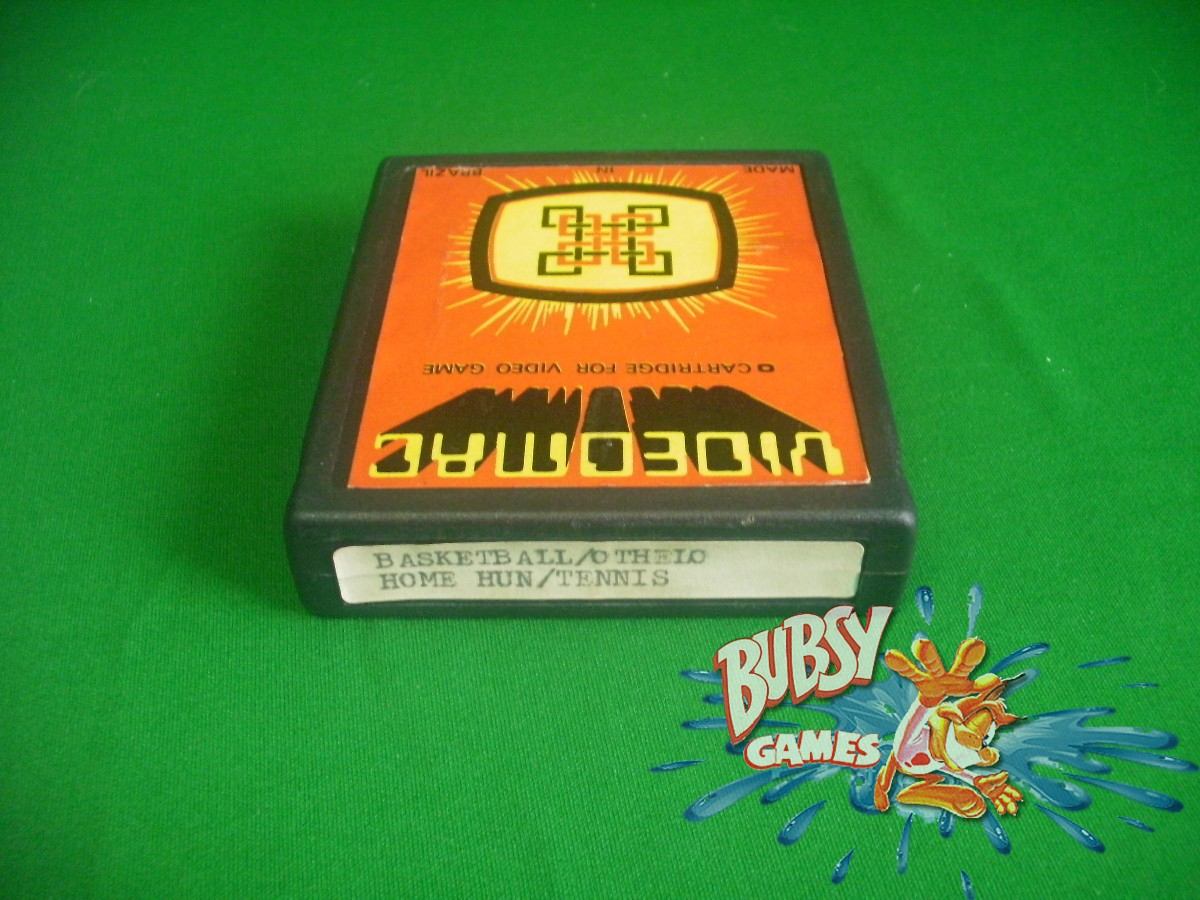 VIDEOMAC
CARTRIDGE FOR VIDEO GAME
MADE IN BRAZIL
BASKETBALL/OTHELO
HOME HUN/TENNIS
BUBSY
GAMES